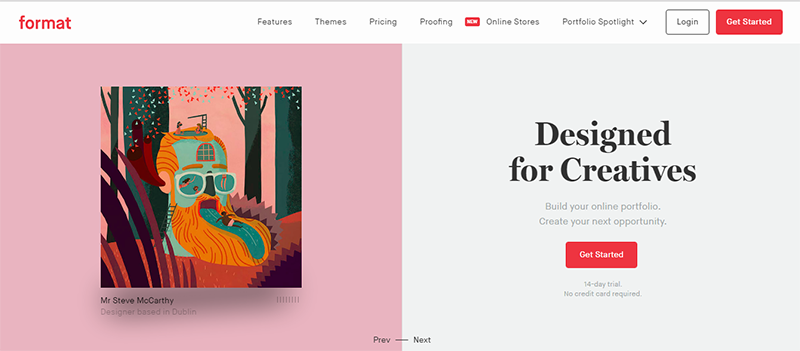 format
Features Themes Pricing Proofing NEW Online Stores Portfolio Spotlight Login Get Started
Mr Steve McCarthy
Designer based in Dublin
Designed
for Creatives
Build your online portfolio.
Create your next opportunity.
Get Started
14-day trial.
No credit card required.
Prev — Next